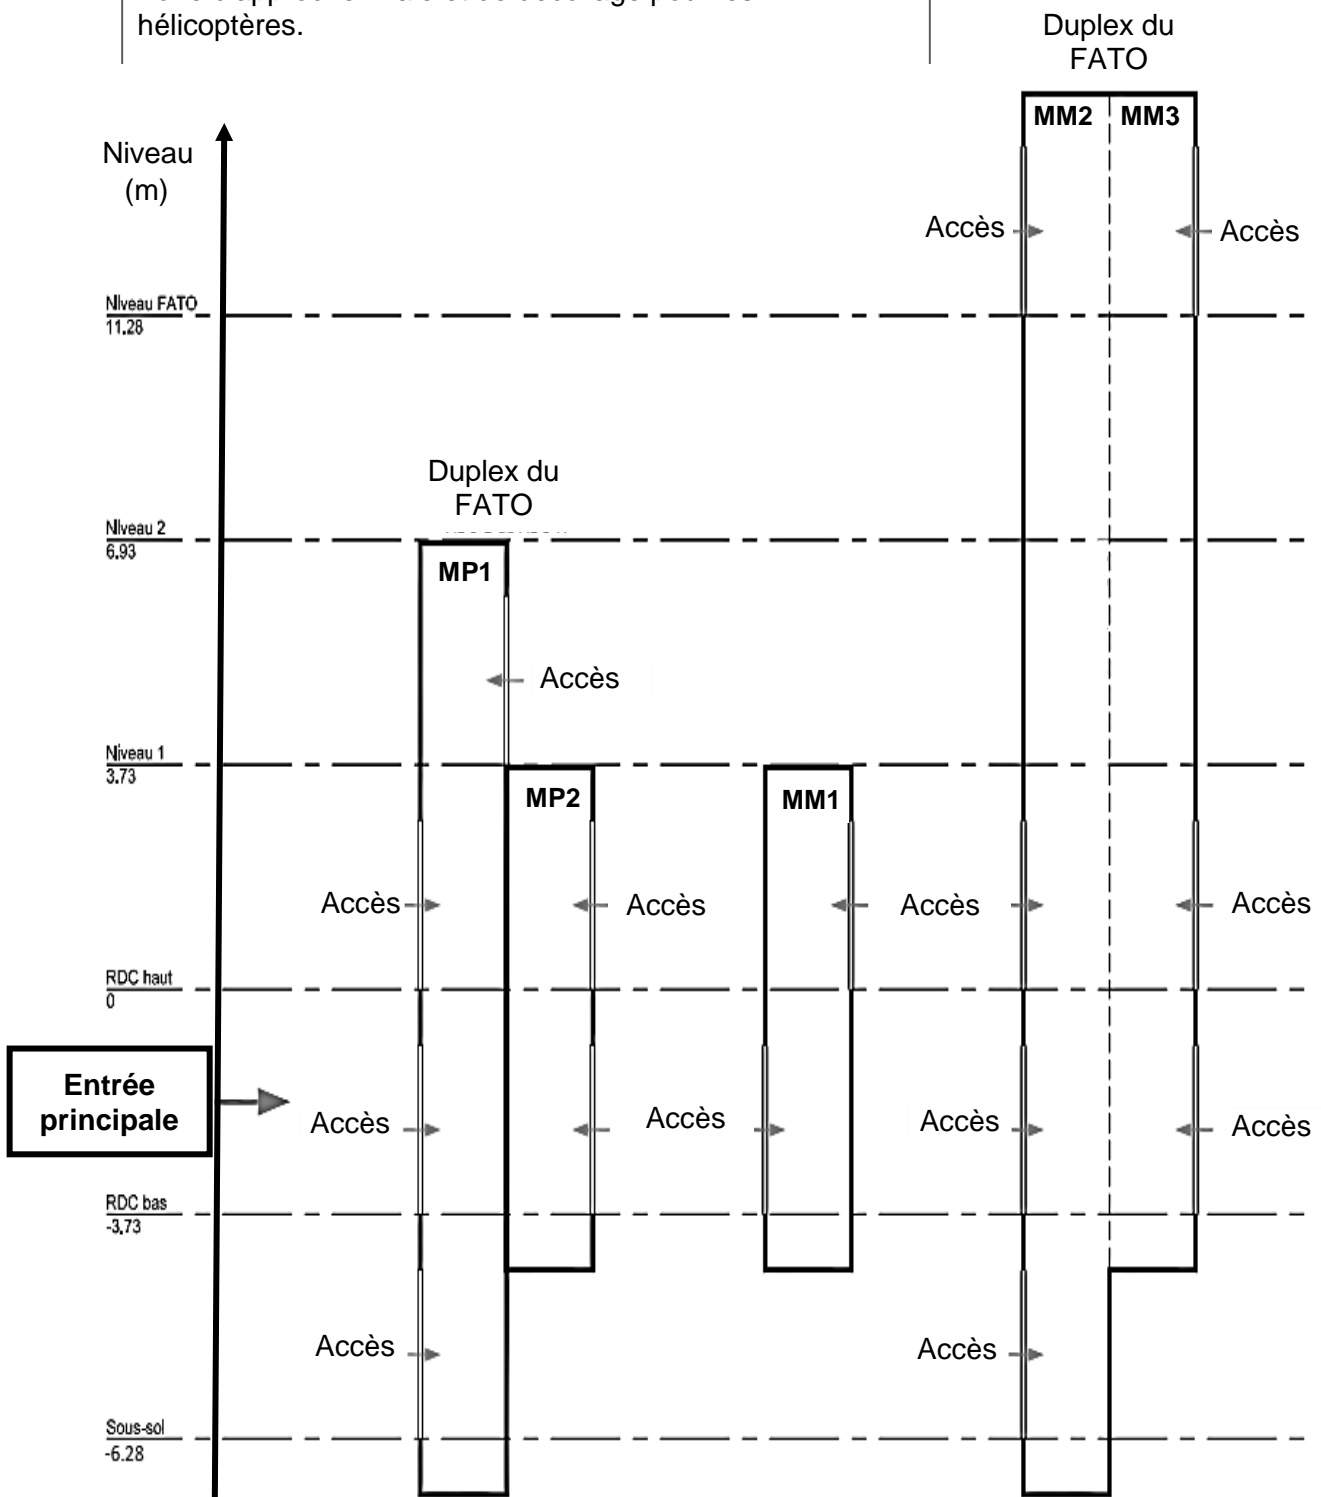 hélicoptères.
Duplex du
FATO
MM2 MM3
Niveau
(m)
Accès
Accès
Niveau FATO
11.28
Duplex du
FATO
Niveau 2
6.93
MP1
Accès
Niveau 1
3.73
MP2
MM1
Accès
Accès
Accès
Accès
RDC haut
0
Entrée
principale
Accès
Accès
Accès
Accès
RDC bas
-3.73
Accès
Accès
Sous-sol
-6.28